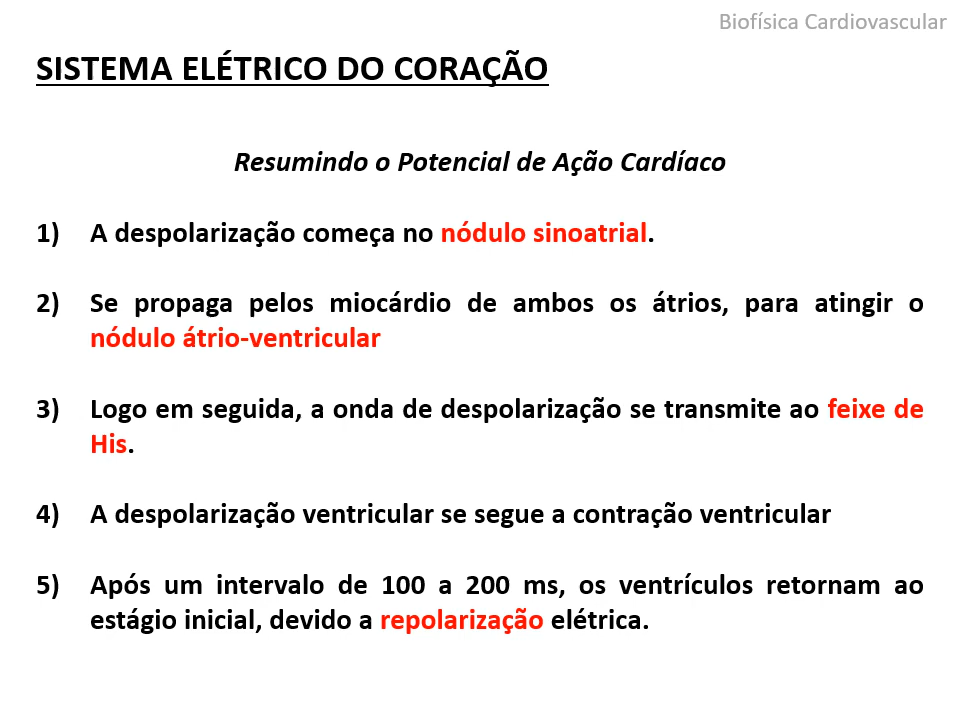 Biofísica Cardiovascular
SISTEMA ELÉTRICO DO CORAÇÃO
Resumindo o Potencial de Ação Cardíaco
1) A despolarização começa no nódulo sinoatrial.
2) Se propaga pelos miocárdio de ambos os átrios, para atingir o
nódulo átrio-ventricular
3) Logo em seguida, a onda de despolarização se transmite ao feixe de
His.
4) A despolarização ventricular se segue a contração ventricular
5) Após um intervalo de 100 a 200 ms, os ventrículos retornam ao
estágio inicial, devido a repolarização elétrica.